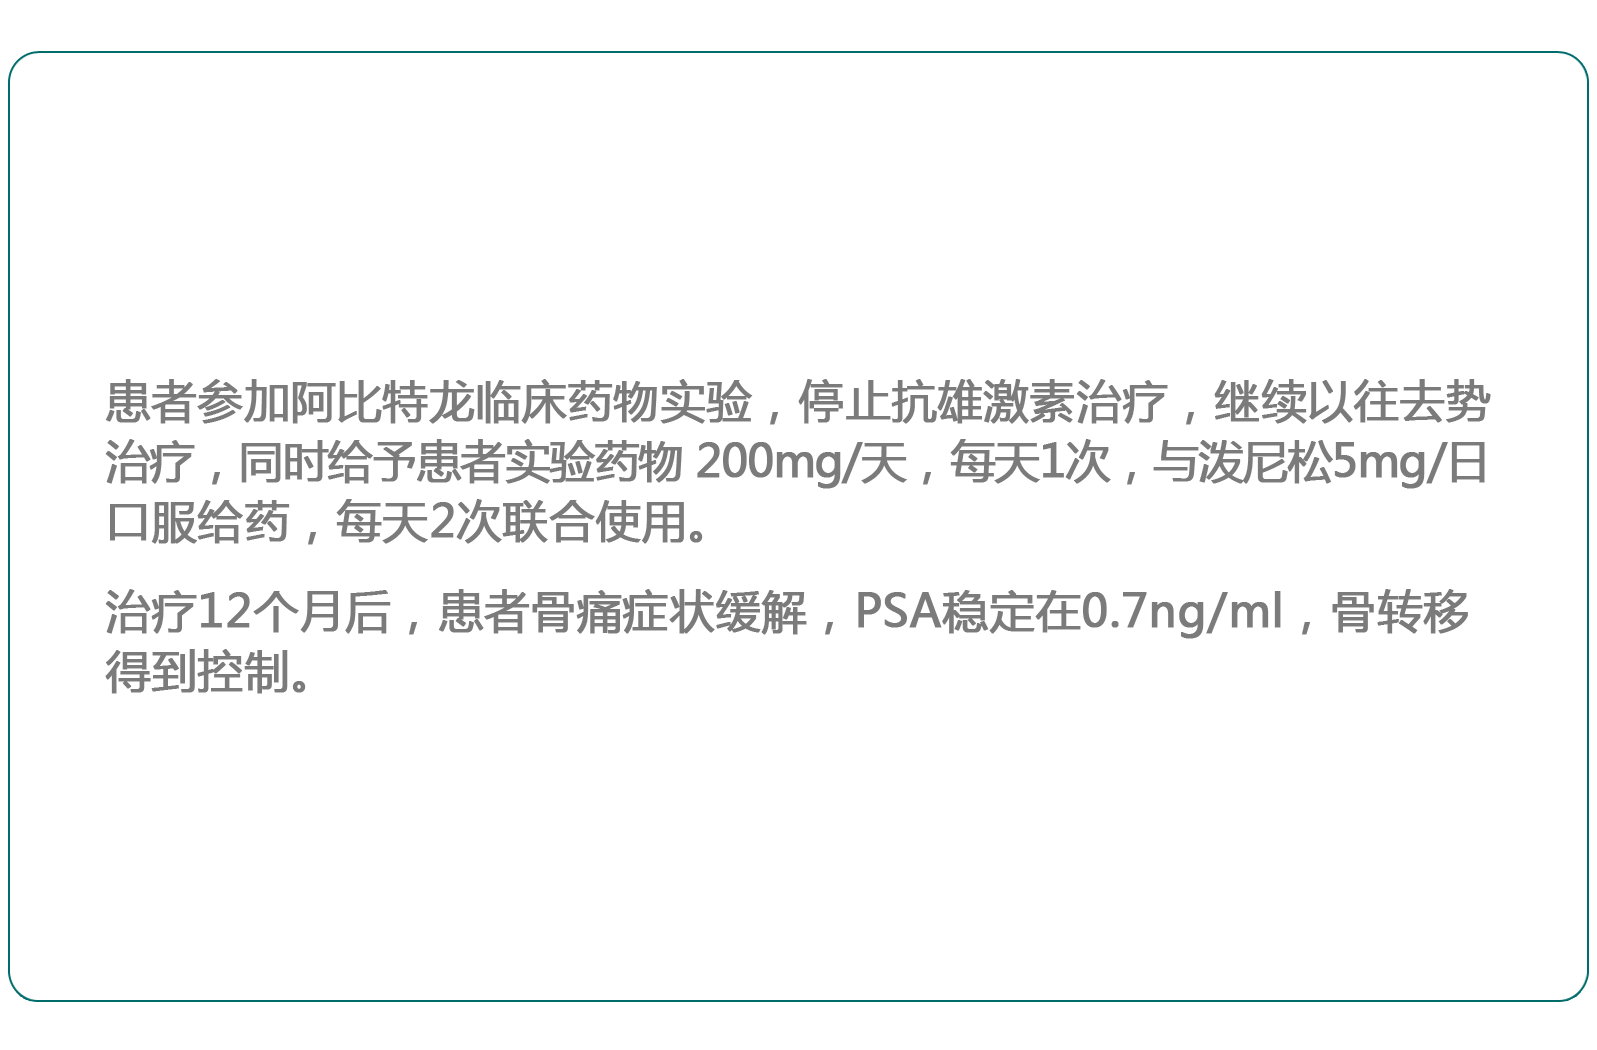 患者参加阿比特龙临床药物实验，停止抗雄激素治疗，继续以往去势
治疗，同时给予患者实验药物 200mg/天，每天1次，与泼尼松5mg/日
口服给药，每天2次联合使用。
治疗12个月后，患者骨痛症状缓解，PSA稳定在0.7ng/ml，骨转移
得到控制。